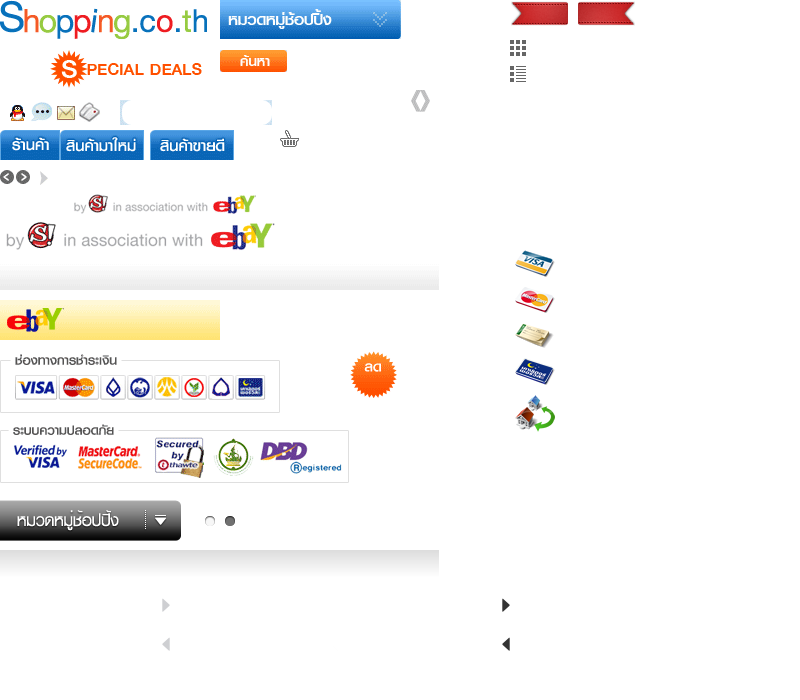 Shopping.co.th
หมวดหมู่ช้อปปิ้ง
SPECIAL DEALS
ค้นหา
ร้านค้า
สินค้ามาใหม่
สินค้าขายดี
by S! in association with ebay
by S! in association with ebay
VISA
ebay
MasterCard
ช่องทางการชำระเงิน
VISA MasterCard
ลด
ระบบความปลอดภัย
Verified by VISA
MasterCard. SecureCode.
Secured by thawte
DBD Registered
หมวดหมู่ช้อปปิ้ง